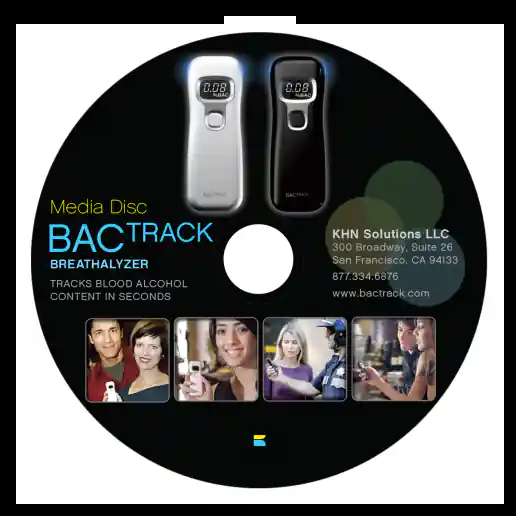 0.08
%BAC
0.08
%BAC
BACTRACK
BACTRACK
Media Disc
BACTRACK
BREATHALYZER
TRACKS BLOOD ALCOHOL
CONTENT IN SECONDS
KHN Solutions LLC
300 Broadway, Suite 26
San Francisco, CA 94133
877.334.6876
www.bactrack.com